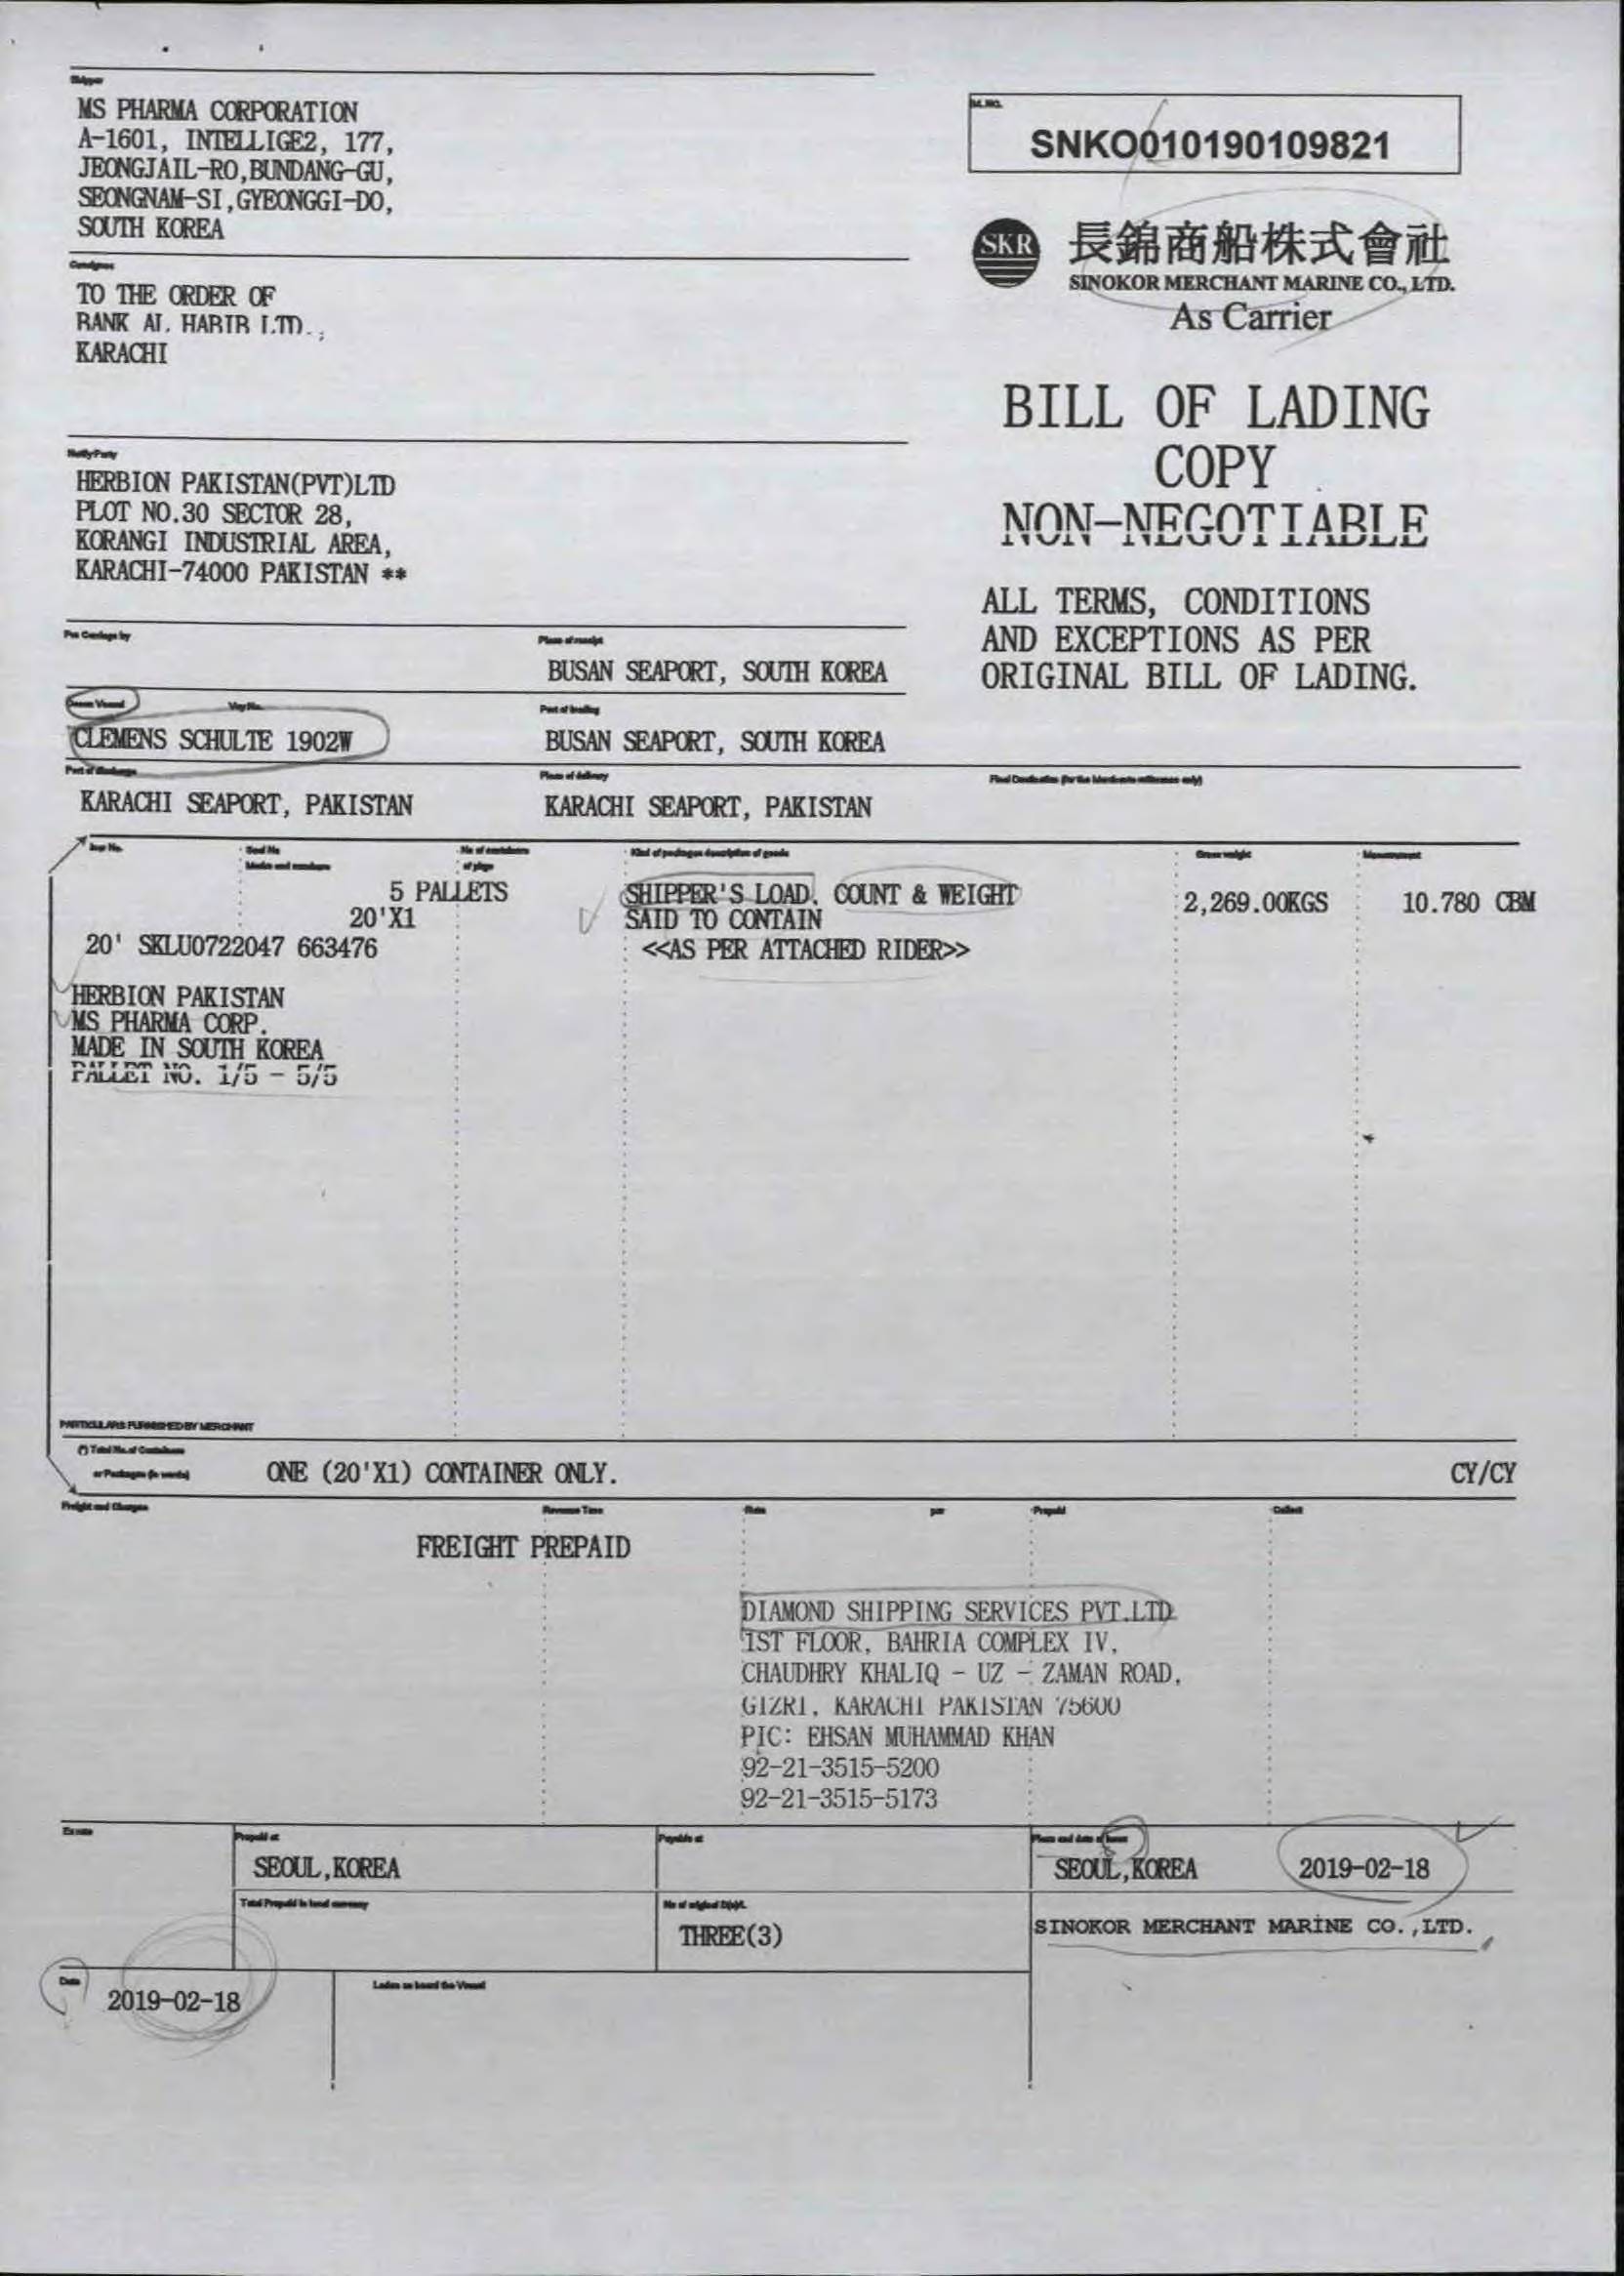 Shipper
MS PHARMA CORPORATION
A-1601, INTELLIGE2, 177,
JEONGJAIL-RO,BUNDANG-GU,
SEONGNAM-SI,GYEONGGI-DO,
SOUTH KOREA
B/L NO.
SNKO010190109821
SKR
長錦商船株式會社
SINOKOR MERCHANT MARINE CO., LTD.
As Carrier
Consignee
TO THE ORDER OF
BANK AL HABIB LTD.,
KARACHI
BILL OF LADING
COPY
NON-NEGOTIABLE
ALL TERMS, CONDITIONS
AND EXCEPTIONS AS PER
ORIGINAL BILL OF LADING.
Notify Party
HERBION PAKISTAN(PVT)LTD
PLOT NO.30 SECTOR 28,
KORANGI INDUSTRIAL AREA,
KARACHI-74000 PAKISTAN **
Pre Carriage by
Place of receipt
BUSAN SEAPORT, SOUTH KOREA
Ocean Vessel Voy No.
Port of loading
CLEMENS SCHULTE 1902W
BUSAN SEAPORT, SOUTH KOREA
Port of discharge
Place of delivery
Final Destination (for the Merchants reference only)
KARACHI SEAPORT, PAKISTAN
KARACHI SEAPORT, PAKISTAN
Seal No
Marks and numbers
No of containers
of pkgs
Kind of packages description of goods
Gross weight
Measurement
5 PALLETS
SHIPPER'S LOAD, COUNT & WEIGHT
2,269.00KGS
10.780 CBM
20'X1
SAID TO CONTAIN
20' SKLU0722047 663476
<<AS PER ATTACHED RIDER>>
HERBION PAKISTAN
MS PHARMA CORP.
MADE IN SOUTH KOREA
PALLET NO. 1/5 - 5/5
PARTICULARS FURNISHED BY MERCHANT
(*) Total No. of Containers
or Packages (in words)
ONE (20'X1) CONTAINER ONLY.
CY/CY
Freight and Charges
Revenue Tons
Rate
per
Prepaid
Collect
FREIGHT PREPAID
DIAMOND SHIPPING SERVICES PVT.LTD
1ST FLOOR, BAHRIA COMPLEX IV,
CHAUDHRY KHALIQ - UZ - ZAMAN ROAD,
GIZRI, KARACHI PAKISTAN 75600
PIC: EHSAN MUHAMMAD KHAN
92-21-3515-5200
92-21-3515-5173
Ex rate
Prepaid at
Payable at
Place and date of issue
SEOUL,KOREA
SEOUL,KOREA
2019-02-18
Total Prepaid in local currency
No of original B(s)/L
THREE(3)
SINOKOR MERCHANT MARINE CO.,LTD.
Date
Laden on board the Vessel
2019-02-18